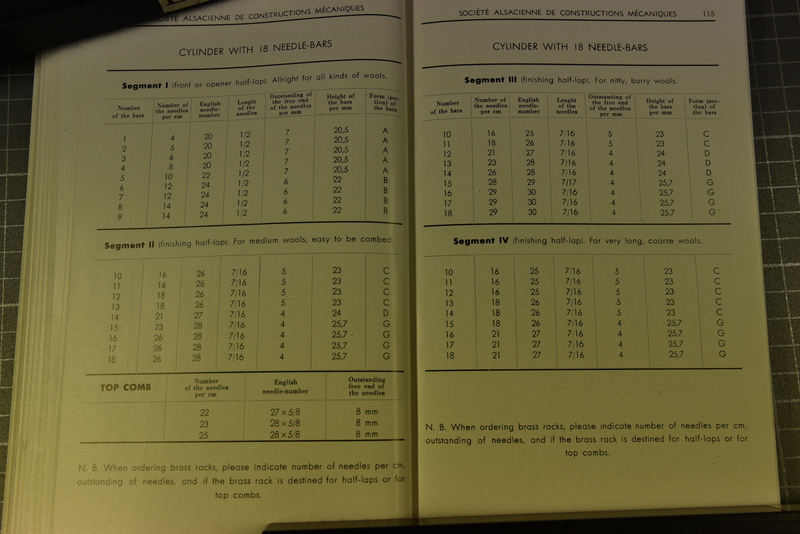 SOCIÉTÉ ALSACIENNE DE CONSTRUCTIONS MÉCANIQUES
CYLINDER WITH 18 NEEDLE-BARS
Segment I (front or opener half-lap). Allright for all kinds of wools.
Number of the bars | Number of the needles per cm | English needle-number | Length of the needles | Outstanding of the free end of the needles per mm | Height of the bars per mm | Form (section) of the bars
1 4 20 1/2 7 20,5 A
2 5 20 1/2 7 20,5 A
3 6 20 1/2 7 20,5 A
4 8 20 1/2 7 20,5 A
5 10 22 1/2 7 20,5 A
6 12 24 1/2 6 22 B
7 12 24 1/2 6 22 B
8 14 24 1/2 6 22 B
9 14 24 1/2 6 22 B
Segment II (finishing half-lap). For medium wools, easy to be combed.
10 16 26 7/16 5 23 C
11 16 26 7/16 5 23 C
12 18 26 7/16 5 23 C
13 18 26 7/16 5 23 C
14 21 27 7/16 4 24 D
15 23 28 7/16 4 25,7 G
16 26 28 7/16 4 25,7 G
17 26 28 7/16 4 25,7 G
18 26 28 7/16 4 25,7 G
TOP COMB | Number of the needles per cm | English needle-number | Outstanding free end of the needles
22 27 × 5/8 8 mm
23 28 × 5/8 8 mm
25 28 × 5/8 8 mm
N. B. When ordering brass racks, please indicate number of needles per cm,
outstanding of needles, and if the brass rack is destined for half-laps or for
top combs.
SOCIÉTÉ ALSACIENNE DE CONSTRUCTIONS MÉCANIQUES 115
CYLINDER WITH 18 NEEDLE-BARS
Segment III (finishing half-lap). For nitty, burry wools.
Number of the bars | Number of the needles per cm | English needle-number | Lenght of the needles | Outstanding of the free end of the needles per mm | Height of the bars per mm | Form (section) of the bars
10 16 25 7/16 5 23 C
11 18 26 7/16 5 23 C
12 21 27 7/16 4 24 D
13 23 28 7/16 4 24 D
14 26 28 7/16 4 24 D
15 28 29 7/17 4 25,7 G
16 29 30 7/16 4 25,7 G
17 29 30 7/16 4 25,7 G
18 29 30 7/16 4 25,7 G
Segment IV (finishing half-lap). For very long, coarse wools.
10 16 25 7/16 5 23 C
11 16 25 7/16 5 23 C
12 16 25 7/16 5 23 C
13 18 26 7/16 5 23 C
14 18 26 7/16 5 23 C
15 18 26 7/16 4 25,7 G
16 21 27 7/16 4 25,7 G
17 21 27 7/16 4 25,7 G
18 21 27 7/16 4 25,7 G
N. B. When ordering brass racks, please indicate number of needles per cm,
outstanding of needles, and if the brass rack is destined for half-laps or for
top combs.